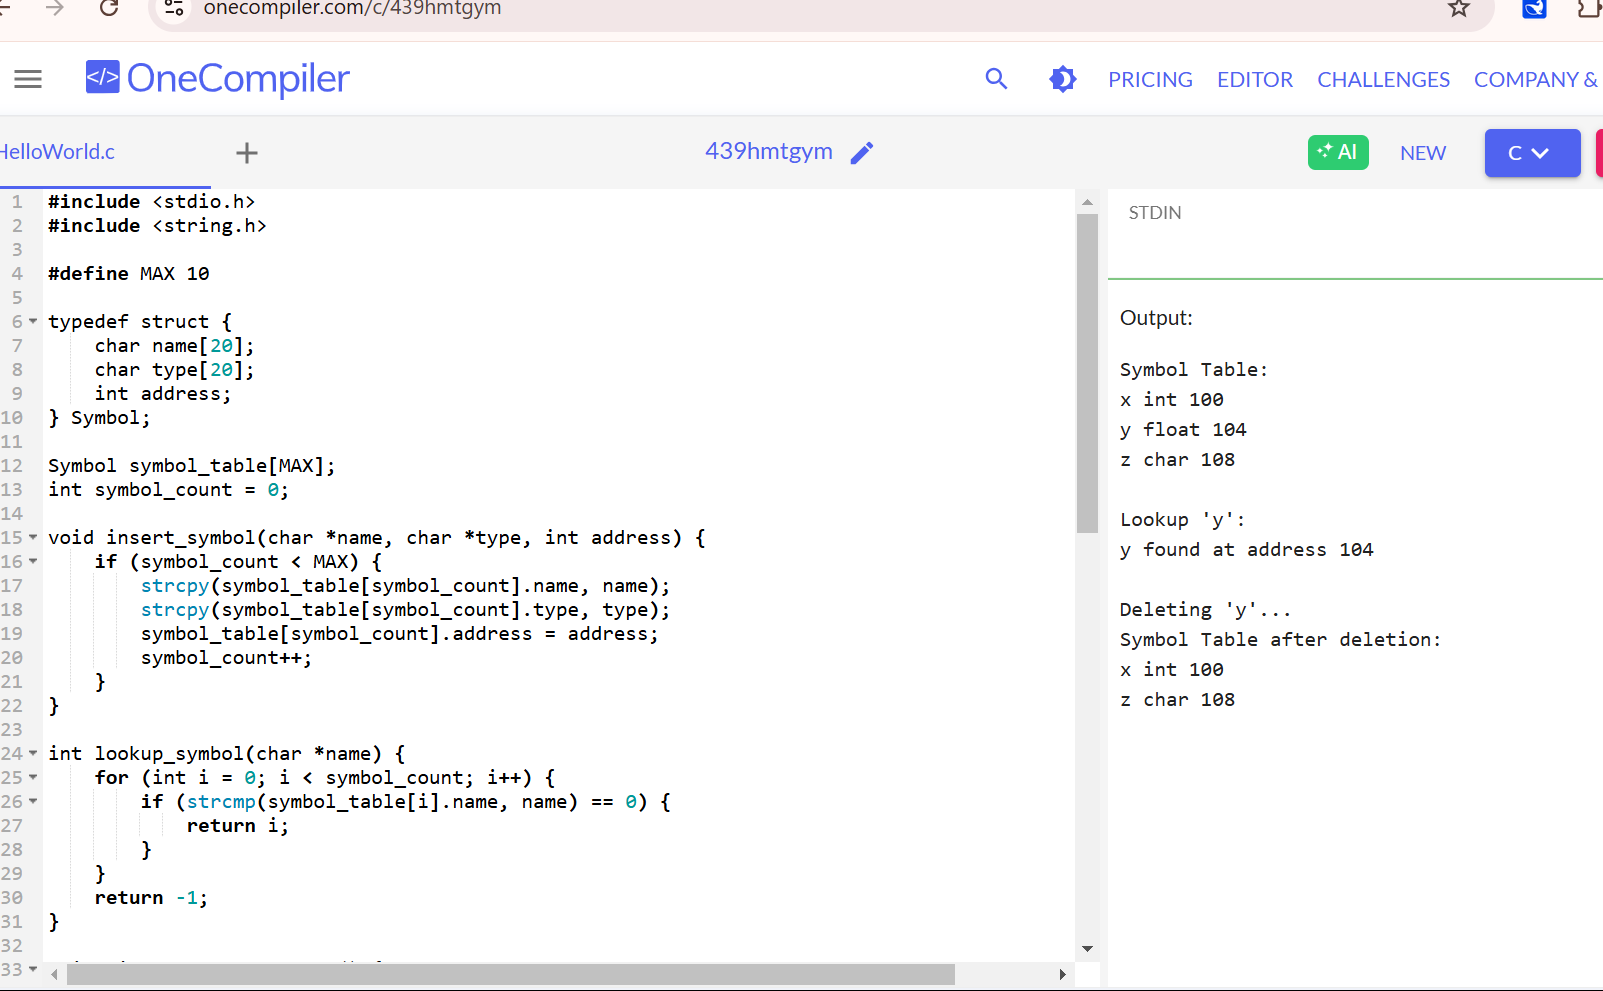 onecompiler.com/c/439hmtgym
</> OneCompiler
PRICING EDITOR CHALLENGES COMPANY &
HelloWorld.c
+
439hmtgym
AI
NEW
C
1 #include <stdio.h>
2 #include <string.h>
3
4 #define MAX 10
5
6 typedef struct {
7     char name[20];
8     char type[20];
9     int address;
10 } Symbol;
11
12 Symbol symbol_table[MAX];
13 int symbol_count = 0;
14
15 void insert_symbol(char *name, char *type, int address) {
16     if (symbol_count < MAX) {
17         strcpy(symbol_table[symbol_count].name, name);
18         strcpy(symbol_table[symbol_count].type, type);
19         symbol_table[symbol_count].address = address;
20         symbol_count++;
21     }
22 }
23
24 int lookup_symbol(char *name) {
25     for (int i = 0; i < symbol_count; i++) {
26         if (strcmp(symbol_table[i].name, name) == 0) {
27             return i;
28         }
29     }
30     return -1;
31 }
32
33
STDIN
Output:
Symbol Table:
x int 100
y float 104
z char 108
Lookup 'y':
y found at address 104
Deleting 'y'...
Symbol Table after deletion:
x int 100
z char 108